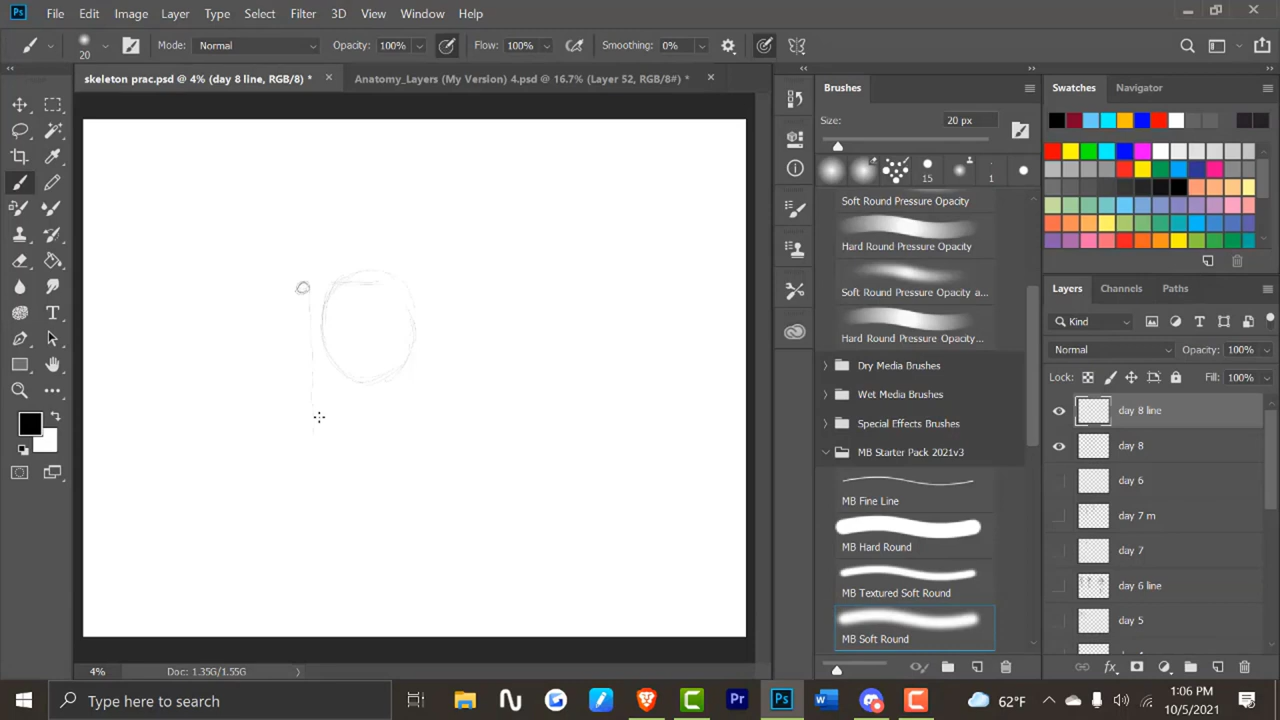 Ps File Edit Image Layer Type Select Filter 3D View Window Help
20 Mode: Normal Opacity: 100% Flow: 100% Smoothing: 0%
skeleton prac.psd @ 4% (day 8 line, RGB/8) * Anatomy_Layers (My Version) 4.psd @ 16.7% (Layer 52, RGB/8#) *
Brushes
Size: 20 px
15 1
Soft Round Pressure Opacity
Hard Round Pressure Opacity
Soft Round Pressure Opacity a...
Hard Round Pressure Opacity...
Dry Media Brushes
Wet Media Brushes
Special Effects Brushes
MB Starter Pack 2021v3
MB Fine Line
MB Hard Round
MB Textured Soft Round
MB Soft Round
Swatches Navigator
Layers Channels Paths
Kind
Normal Opacity: 100%
Lock: Fill: 100%
day 8 line
day 8
day 6
day 7 m
day 7
day 6 line
day 5
4% Doc: 1.35G/1.55G
Type here to search
Pr Ps 62°F 1:06 PM
10/5/2021